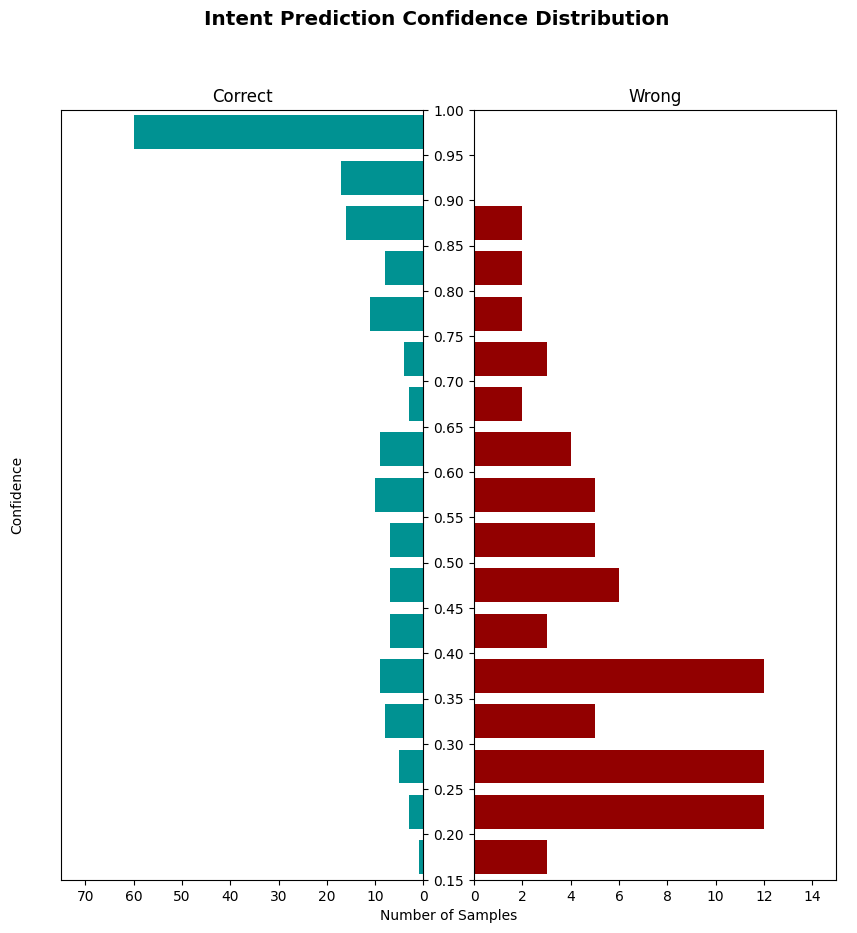 Intent Prediction Confidence Distribution
Correct
Wrong
1.00
0.95
0.90
0.85
0.80
0.75
0.70
0.65
0.60
0.55
0.50
0.45
0.40
0.35
0.30
0.25
0.20
0.15
Confidence
70 60 50 40 30 20 10 0
0 2 4 6 8 10 12 14
Number of Samples